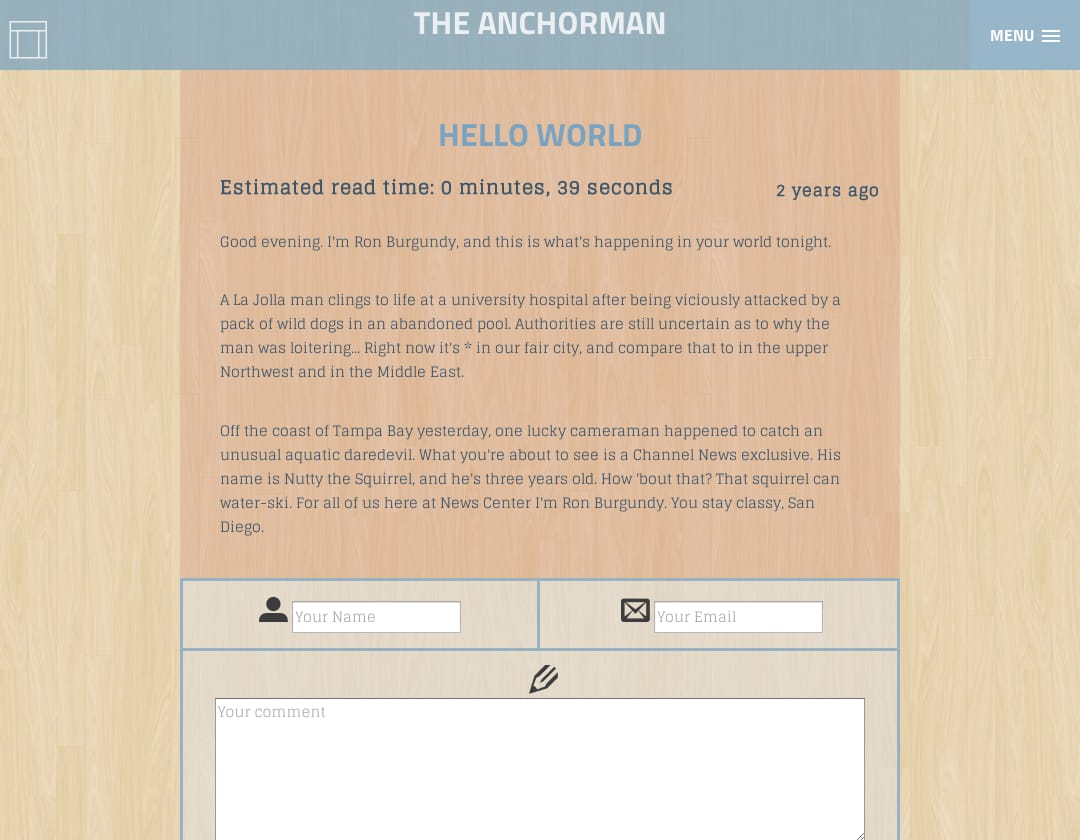 THE ANCHORMAN
MENU
HELLO WORLD
Estimated read time: 0 minutes, 39 seconds
2 years ago
Good evening. I'm Ron Burgundy, and this is what's happening in your world tonight.
A La Jolla man clings to life at a university hospital after being viciously attacked by a
pack of wild dogs in an abandoned pool. Authorities are still uncertain as to why the
man was loitering... Right now it's * in our fair city, and compare that to in the upper
Northwest and in the Middle East.
Off the coast of Tampa Bay yesterday, one lucky cameraman happened to catch an
unusual aquatic daredevil. What you're about to see is a Channel News exclusive. His
name is Nutty the Squirrel, and he's three years old. How 'bout that? That squirrel can
water-ski. For all of us here at News Center I'm Ron Burgundy. You stay classy, San
Diego.
Your Name
Your Email
Your comment